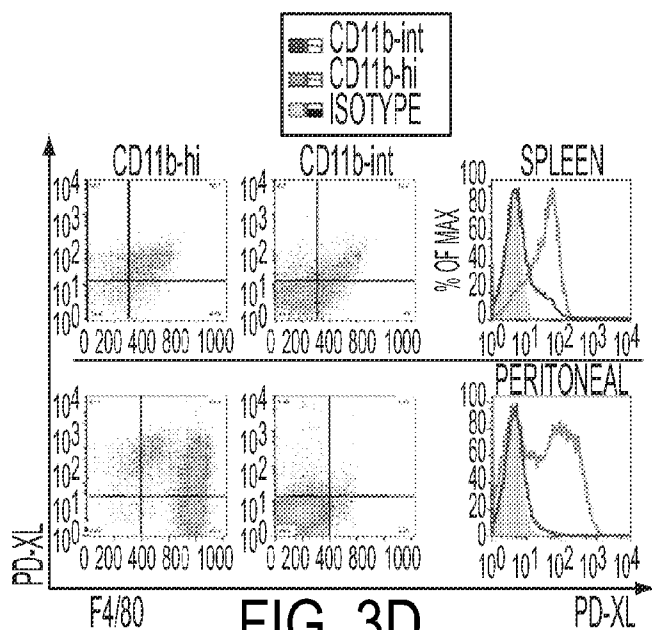 CD11b-int
CD11b-hi
ISOTYPE
CD11b-hi
CD11b-int
SPLEEN
10⁴
10³
10²
10¹
10⁰
0 200 400 800 1000
10⁴
10³
10²
10¹
10⁰
0 200 400 800 1000
% OF MAX
100
80
60
40
20
0
10⁰ 10¹ 10² 10³ 10⁴
PERITONEAL
10⁴
10³
10²
10¹
10⁰
0 200 400 800 1000
10⁴
10³
10²
10¹
10⁰
0 200 400 800 1000
100
80
60
40
20
0
10⁰ 10¹ 10² 10³ 10⁴
PD-XL
F4/80
FIG. 3D
PD-XL